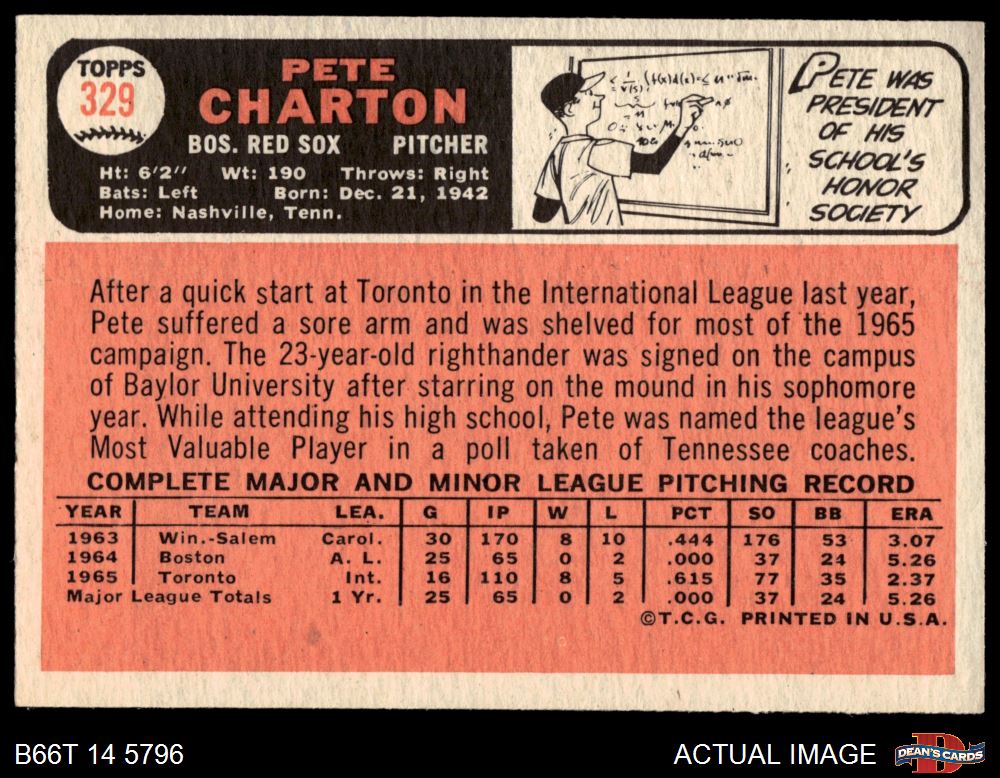 TOPPS
329
PETE
CHARTON
BOS. RED SOX PITCHER
Ht: 6'2" Wt: 190 Throws: Right
Bats: Left Born: Dec. 21, 1942
Home: Nashville, Tenn.
PETE WAS
PRESIDENT
OF HIS
SCHOOL'S
HONOR
SOCIETY
After a quick start at Toronto in the International League last year,
Pete suffered a sore arm and was shelved for most of the 1965
campaign. The 23-year-old righthander was signed on the campus
of Baylor University after starring on the mound in his sophomore
year. While attending his high school, Pete was named the league's
Most Valuable Player in a poll taken of Tennessee coaches.
COMPLETE MAJOR AND MINOR LEAGUE PITCHING RECORD
YEAR TEAM LEA. G IP W L PCT SO BB ERA
1963 Win.-Salem Carol. 30 170 8 10 .444 176 53 3.07
1964 Boston A. L. 25 65 0 2 .000 37 24 5.26
1965 Toronto Int. 16 110 8 5 .615 77 35 2.37
Major League Totals 1 Yr. 25 65 0 2 .000 37 24 5.26
©T.C.G. PRINTED IN U.S.A.
B66T 14 5796
ACTUAL IMAGE
DEAN'S CARDS